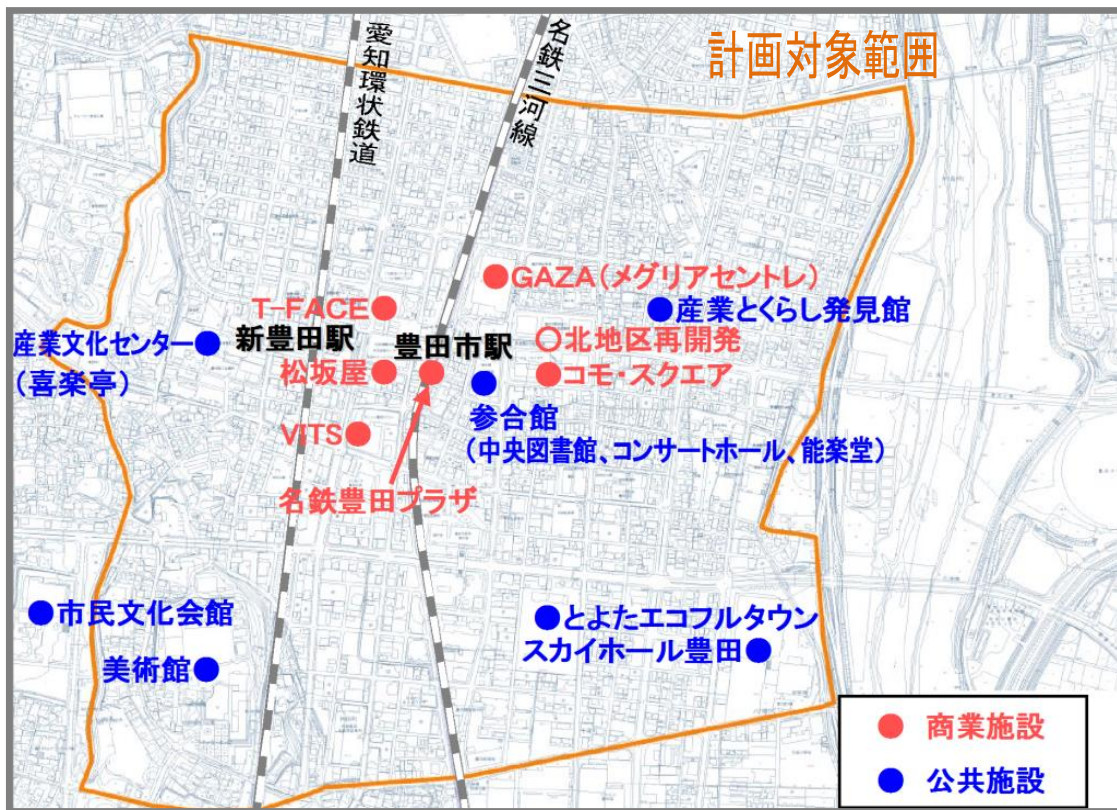 計画対象範囲
愛知環状鉄道
名鉄三河線
GAZA(メグリアセントレ)
T-FACE
産業とくらし発見館
産業文化センター
(喜楽亭)
新豊田駅
豊田市駅
北地区再開発
松坂屋
コモ・スクエア
参合館
(中央図書館、コンサートホール、能楽堂)
VITS
名鉄豊田プラザ
市民文化会館
とよたエコフルタウン
スカイホール豊田
美術館
商業施設
公共施設